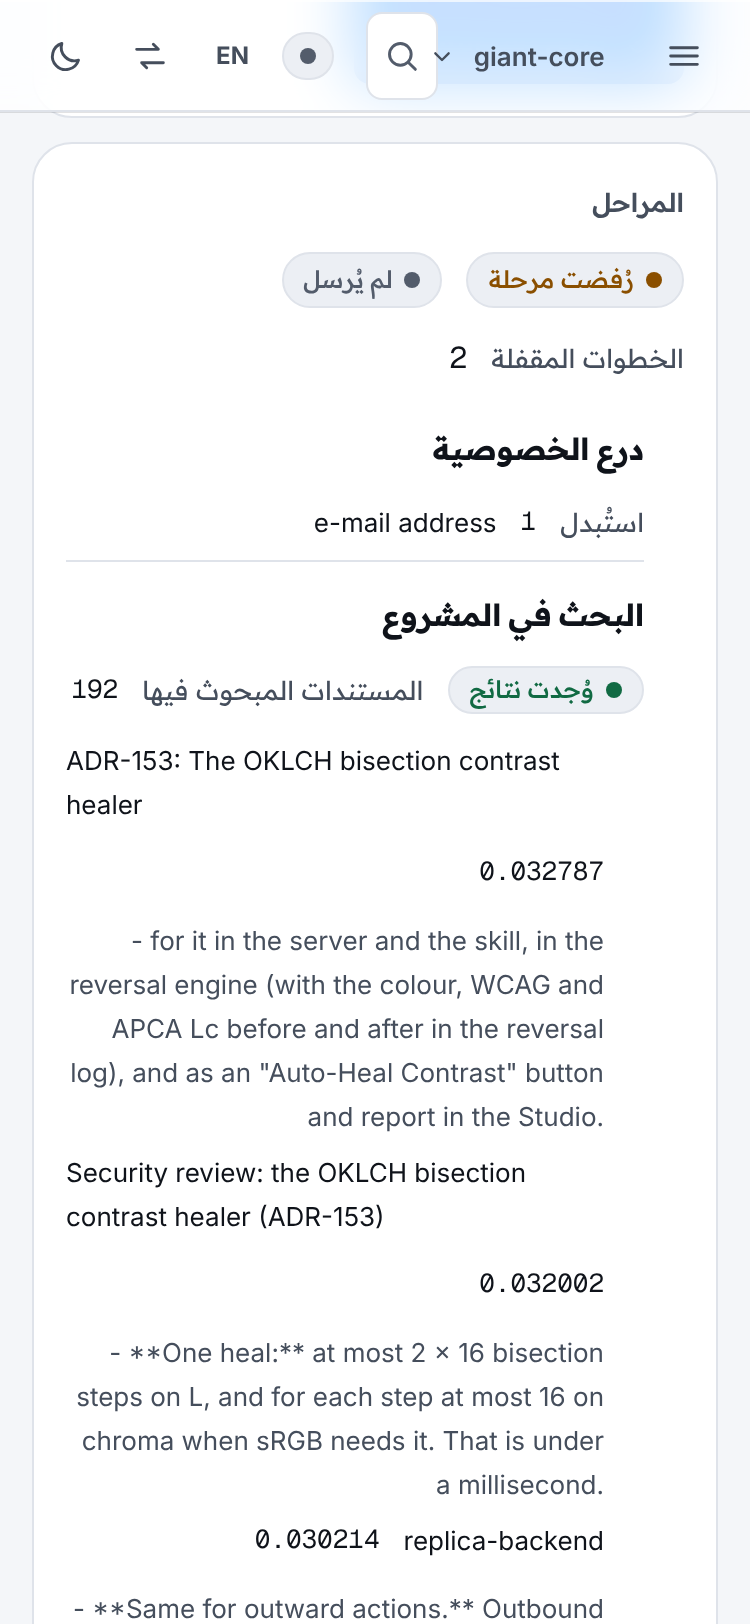 EN
giant-core
المراحل
رُفضت مرحلة
لم يُرسل
الخطوات المقفلة 2
درع الخصوصية
استُبدل 1 e-mail address
البحث في المشروع
وُجدت نتائج
المستندات المبحوث فيها 192
ADR-153: The OKLCH bisection contrast
healer
0.032787
- for it in the server and the skill, in the
reversal engine (with the colour, WCAG and
APCA Lc before and after in the reversal
log), and as an "Auto-Heal Contrast" button
and report in the Studio.
Security review: the OKLCH bisection
contrast healer (ADR-153)
0.032002
- **One heal:** at most 2 × 16 bisection
steps on L, and for each step at most 16 on
chroma when sRGB needs it. That is under
a millisecond.
replica-backend 0.030214
- **Same for outward actions.** Outbound